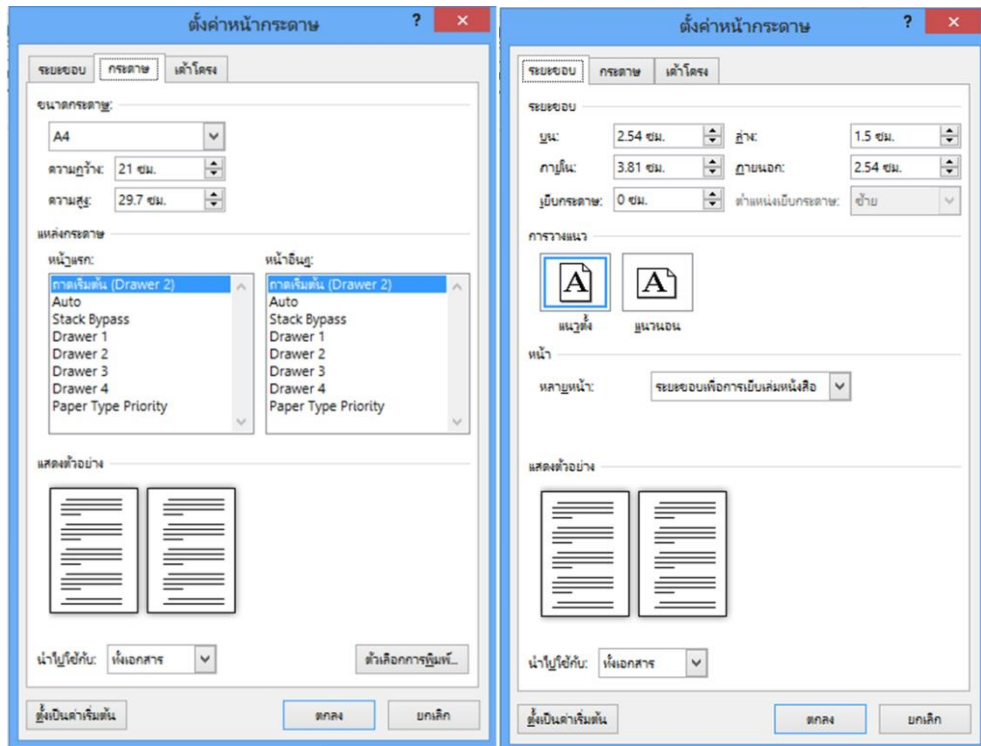 ตั้งค่าหน้ากระดาษ ? ×
ระยะขอบ กระดาษ เค้าโครง
ขนาดกระดาษ:
A4
ความกว้าง: 21 ซม.
ความสูง: 29.7 ซม.
แหล่งกระดาษ
หน้าแรก: หน้าอื่นๆ:
ถาดเริ่มต้น (Drawer 2) ถาดเริ่มต้น (Drawer 2)
Auto Auto
Stack Bypass Stack Bypass
Drawer 1 Drawer 1
Drawer 2 Drawer 2
Drawer 3 Drawer 3
Drawer 4 Drawer 4
Paper Type Priority Paper Type Priority
แสดงตัวอย่าง
นำไปใช้กับ: ทั้งเอกสาร ตัวเลือกการพิมพ์...
ตั้งเป็นค่าเริ่มต้น ตกลง ยกเลิก
ตั้งค่าหน้ากระดาษ ? ×
ระยะขอบ กระดาษ เค้าโครง
ระยะขอบ
บน: 2.54 ซม. ล่าง: 1.5 ซม.
ภายใน: 3.81 ซม. ภายนอก: 2.54 ซม.
เย็บกระดาษ: 0 ซม. ตำแหน่งเย็บกระดาษ: ซ้าย
การวางแนว
A A
แนวตั้ง แนวนอน
หน้า
หลายหน้า: ระยะขอบเพื่อการเย็บเล่มหนังสือ
แสดงตัวอย่าง
นำไปใช้กับ: ทั้งเอกสาร
ตั้งเป็นค่าเริ่มต้น ตกลง ยกเลิก